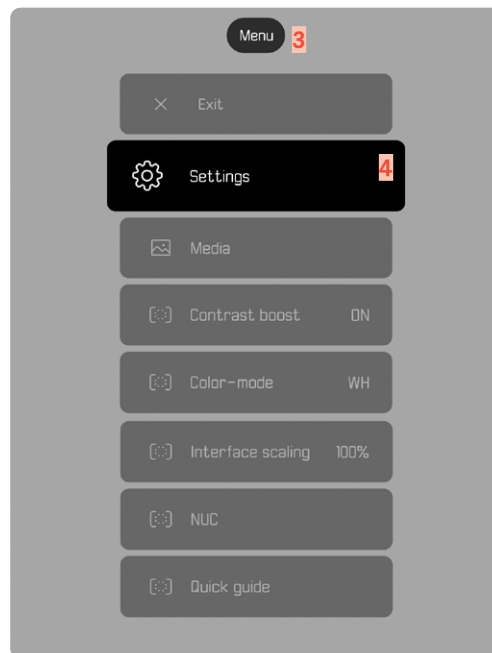 Menu 3
Exit
Settings 4
Media
Contrast boost ON
Color-mode WH
Interface scaling 100%
NUC
Quick guide